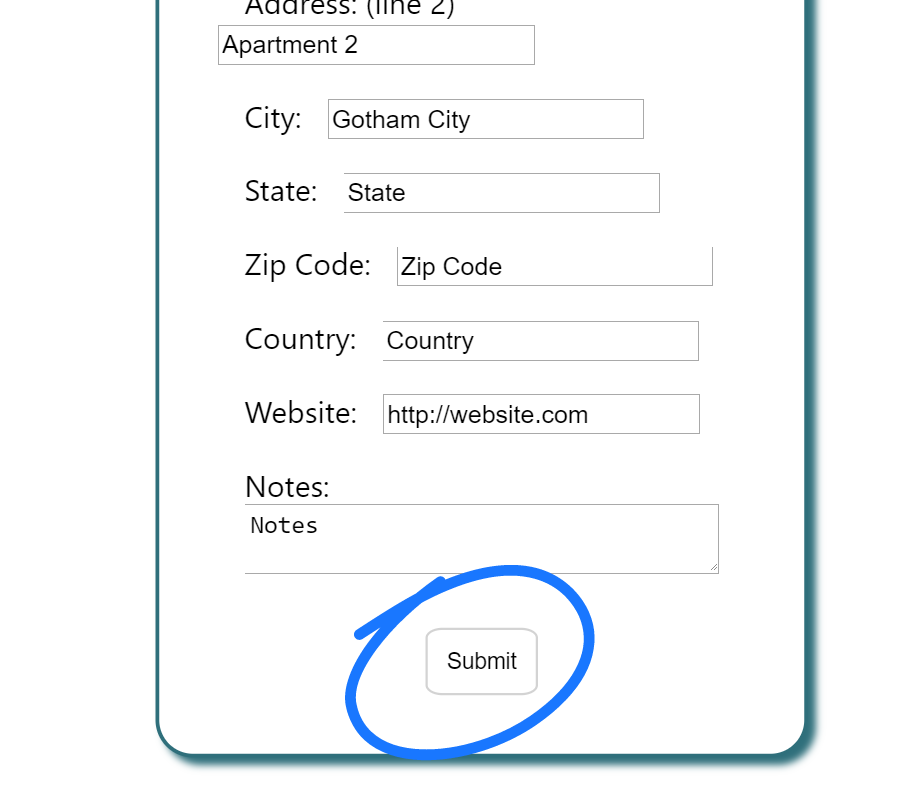 Address: (line 2)
Apartment 2
City: Gotham City
State: State
Zip Code: Zip Code
Country: Country
Website: http://website.com
Notes:
Notes
Submit